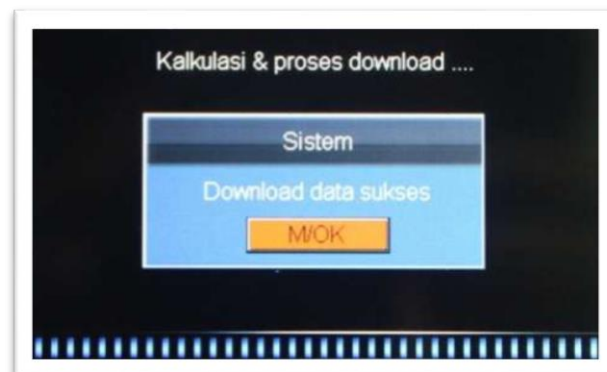 Kalkulasi & proses download ....
Sistem
Download data sukses
M/OK